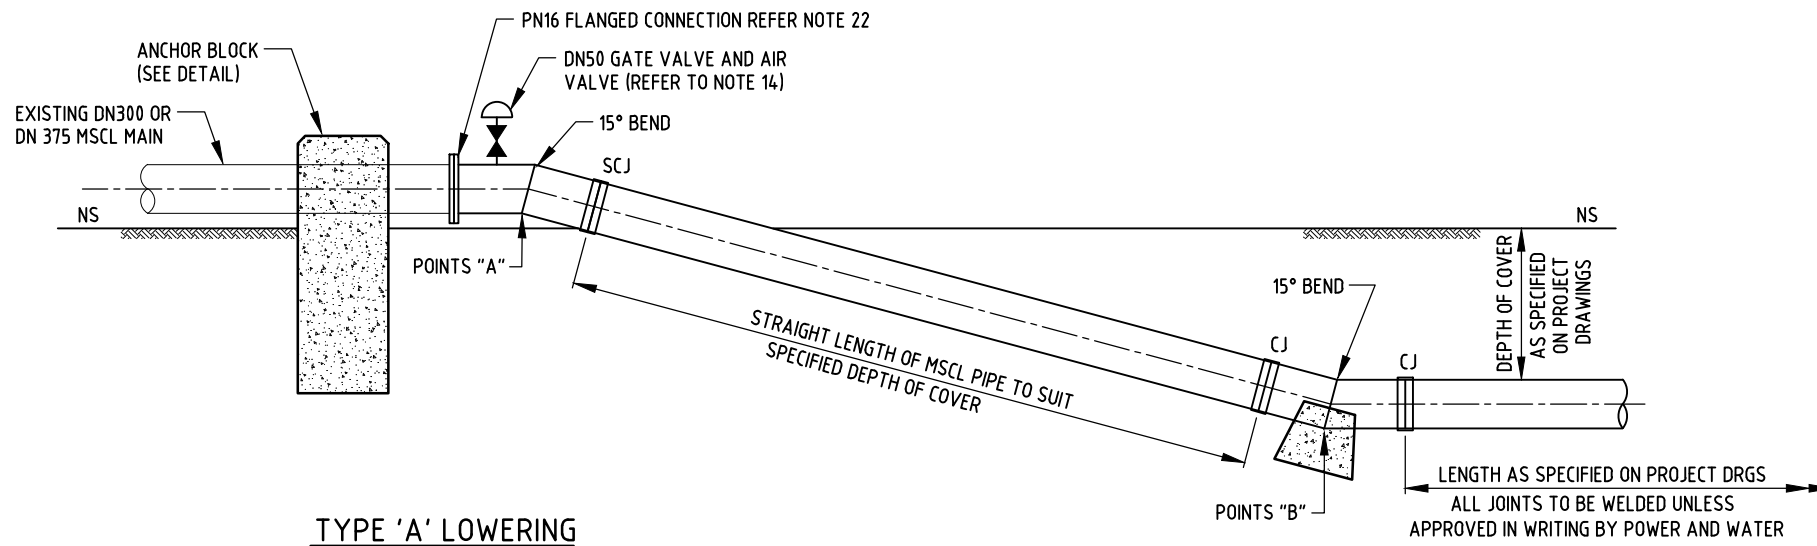 PN16 FLANGED CONNECTION REFER NOTE 22
ANCHOR BLOCK
(SEE DETAIL)
DN50 GATE VALVE AND AIR
VALVE (REFER TO NOTE 14)
EXISTING DN300 OR
DN 375 MSCL MAIN
15° BEND
SCJ
NS
NS
POINTS "A"
DEPTH OF COVER
AS SPECIFIED
ON PROJECT
DRAWINGS
15° BEND
STRAIGHT LENGTH OF MSCL PIPE TO SUIT
SPECIFIED DEPTH OF COVER
CJ
CJ
LENGTH AS SPECIFIED ON PROJECT DRGS
ALL JOINTS TO BE WELDED UNLESS
APPROVED IN WRITING BY POWER AND WATER
POINTS "B"
TYPE 'A' LOWERING